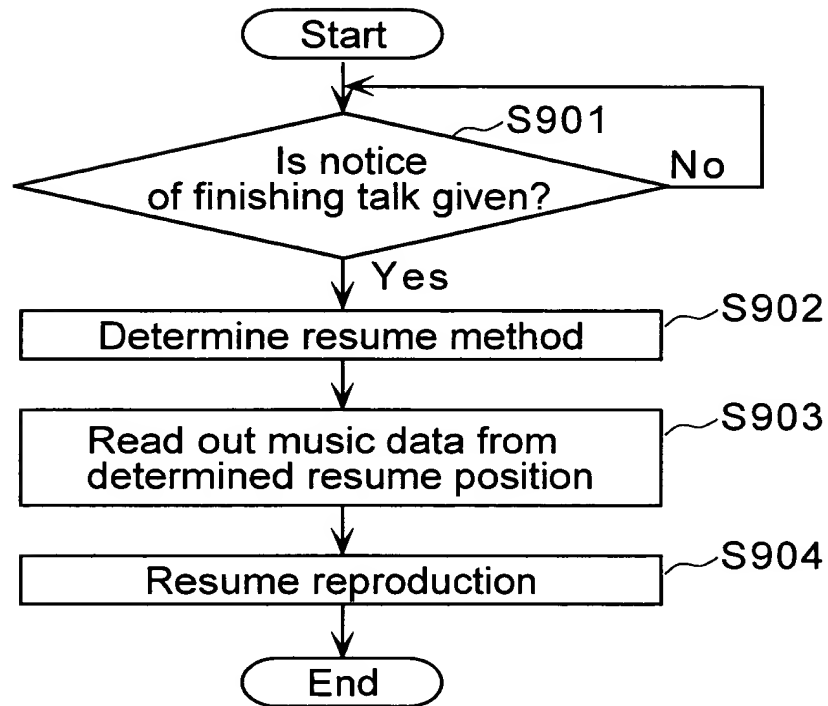 Start
S901
Is notice
of finishing talk given?
No
Yes
S902
Determine resume method
S903
Read out music data from
determined resume position
S904
Resume reproduction
End